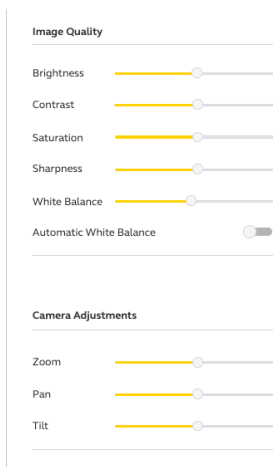 Image Quality
Brightness
Contrast
Saturation
Sharpness
White Balance
Automatic White Balance
Camera Adjustments
Zoom
Pan
Tilt